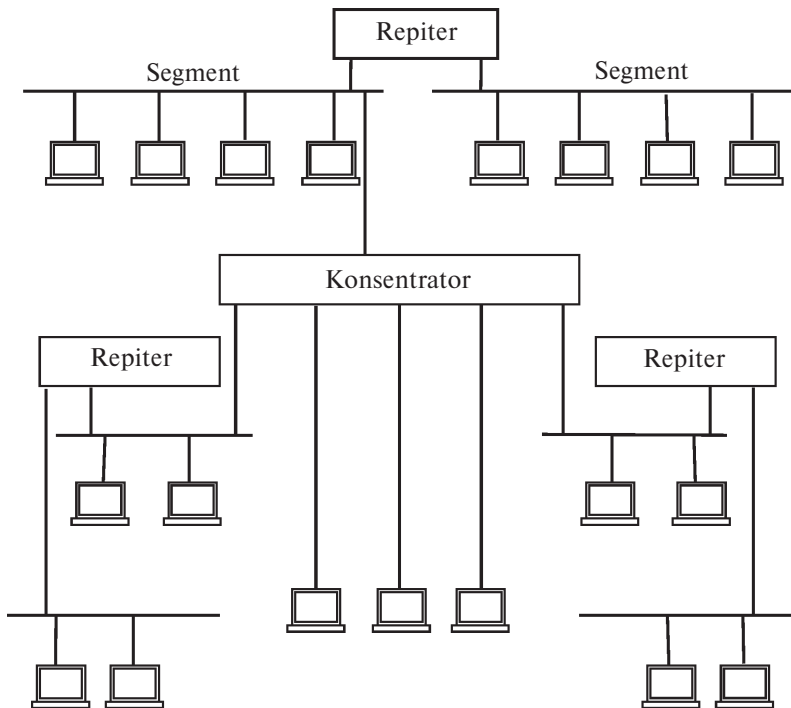 Repiter
Segment
Segment
Konsentrator
Repiter
Repiter